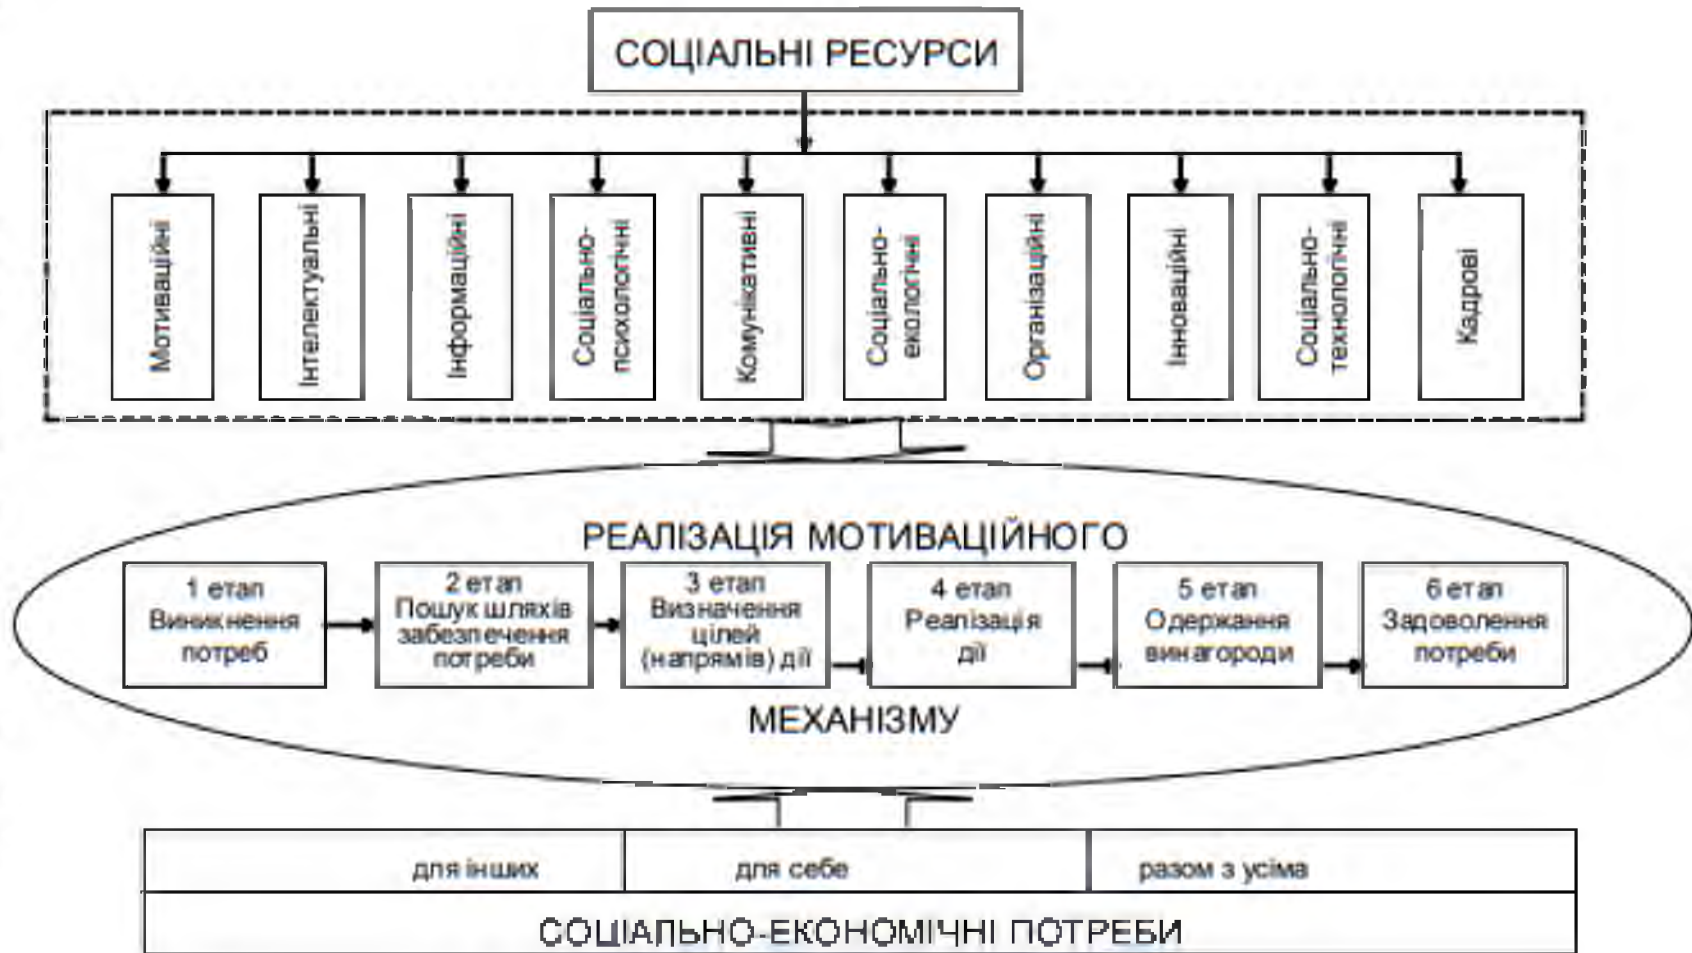 СОЦІАЛЬНІ РЕСУРСИ
Мотиваційні
Інтелектуальні
Інформаційні
Соціально-
психологічні
Комунікативні
Соціально-
екологічні
Організаційні
Інноваційні
Соціально-
технологічні
Кадрові
РЕАЛІЗАЦІЯ МОТИВАЦІЙНОГО
1 етап
Виникнення
потреб
2 етап
Пошук шляхів
забезпечення
потреби
3 етап
Визначення
цілей
(напрямів) дії
4 етап
Реалізація
дії
5 етап
Одержання
винагороди
6 етап
Задоволення
потреби
МЕХАНІЗМУ
для інших
для себе
разом з усіма
СОЦІАЛЬНО-ЕКОНОМІЧНІ ПОТРЕБИ